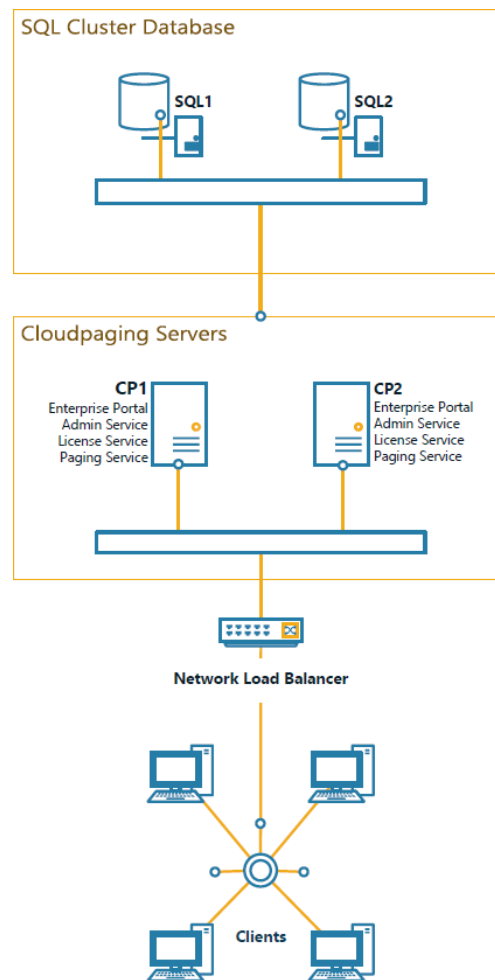 SQL Cluster Database
SQL1
SQL2
Cloudpaging Servers
CP1
Enterprise Portal
Admin Service
License Service
Paging Service
CP2
Enterprise Portal
Admin Service
License Service
Paging Service
Network Load Balancer
Clients